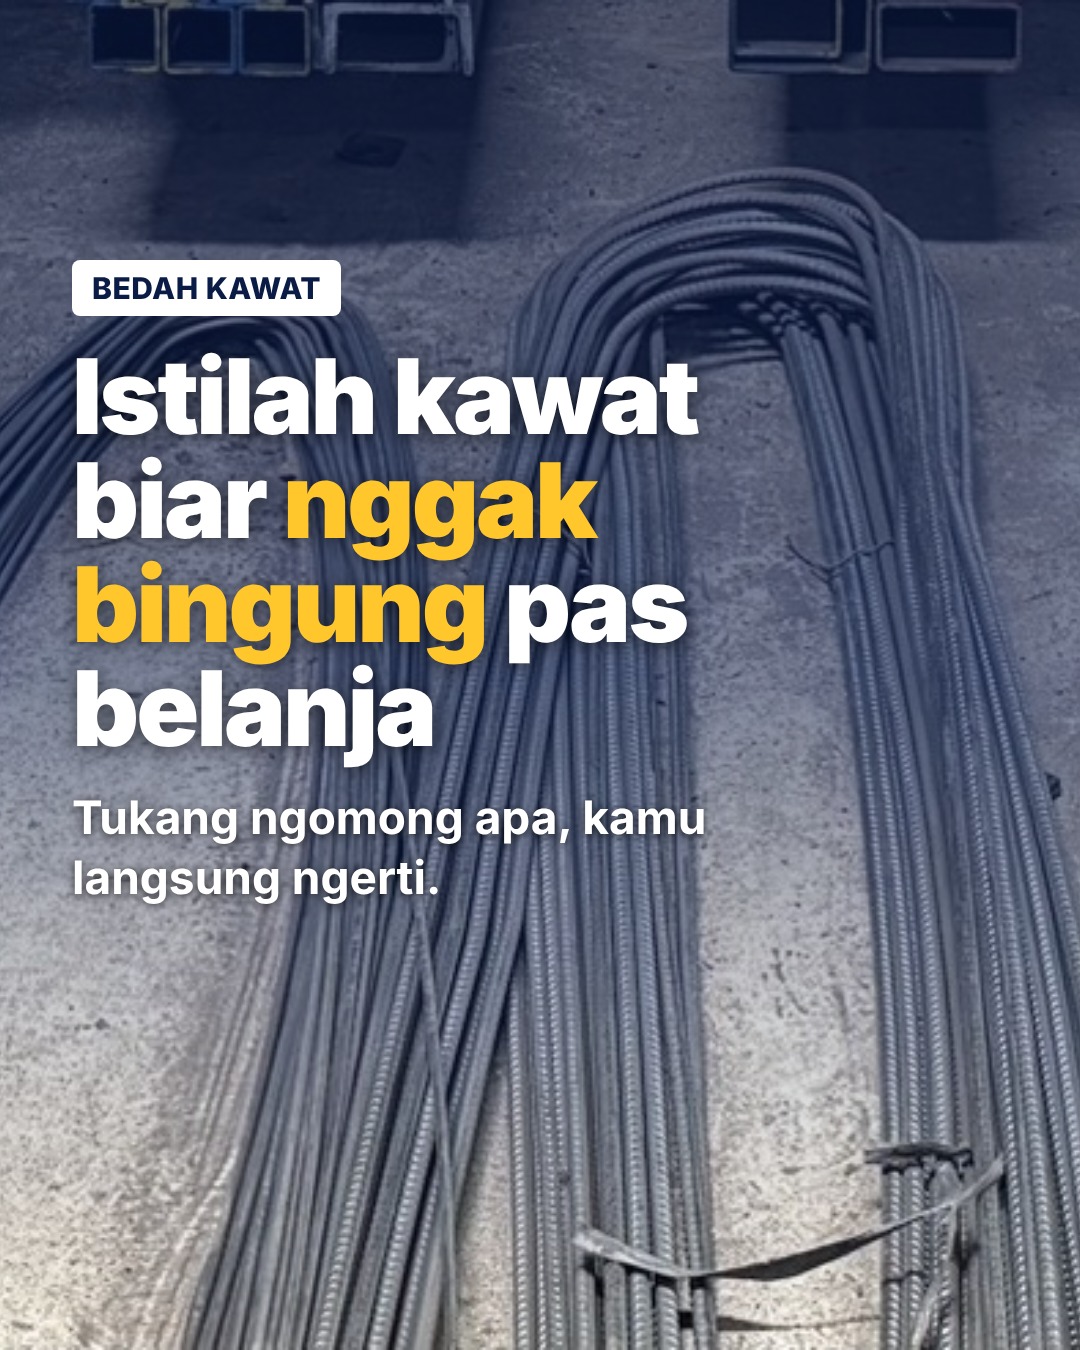 BEDAH KAWAT
Istilah kawat
biar nggak
bingung pas
belanja
Tukang ngomong apa, kamu
langsung ngerti.